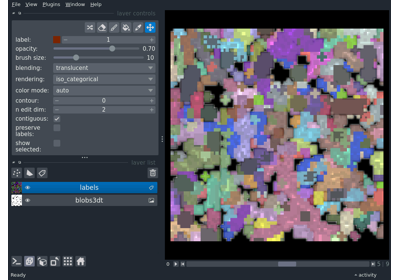 File View Plugins Window Help
layer controls
label: 1
opacity: 0.70
brush size: 10
blending: translucent
rendering: iso_categorical
color mode: auto
contour: 0
n edit dim: 2
contiguous:
preserve
labels:
show
selected:
layer list
labels
blobs3dt
Ready
activity